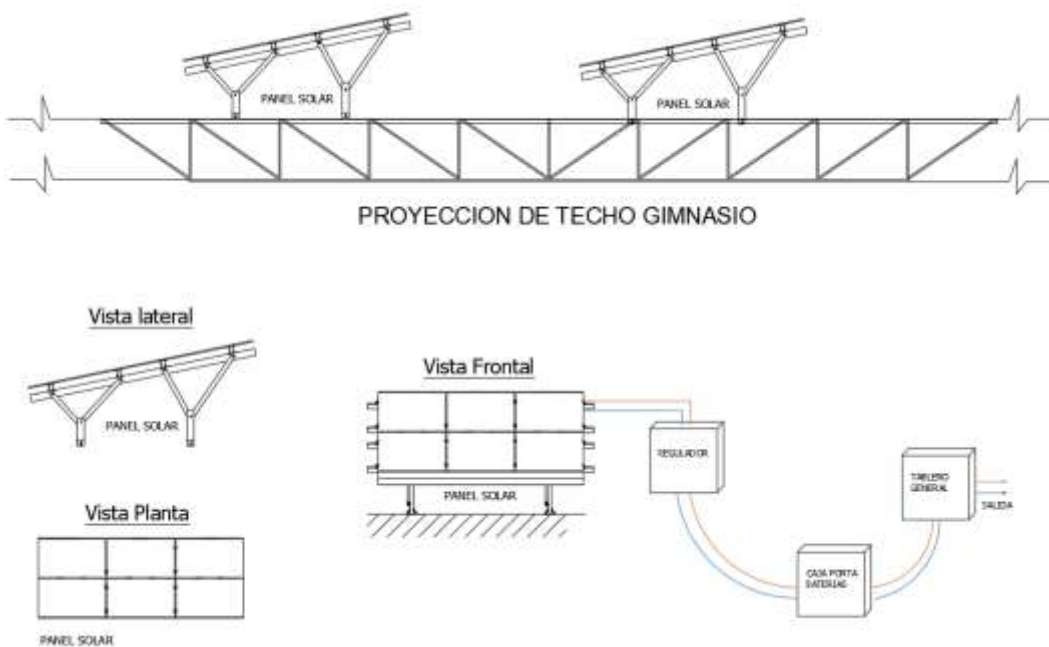 PANEL SOLAR
PANEL SOLAR
PROYECCION DE TECHO GIMNASIO
Vista lateral
PANEL SOLAR
Vista Frontal
PANEL SOLAR
REGULADOR
CAJA PORTA
BATERIAS
TABLERO
GENERAL
SALIDA
Vista Planta
PANEL SOLAR